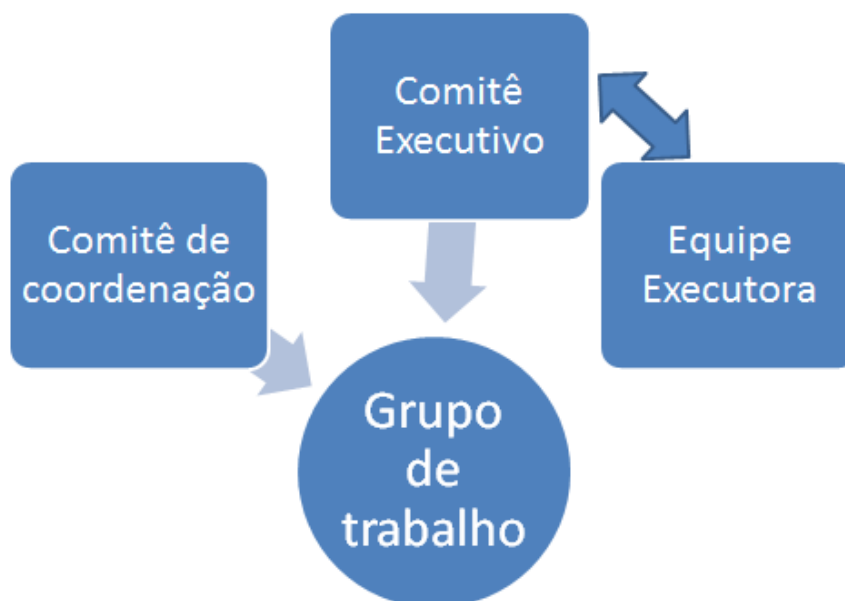 Comitê
Executivo
Comitê de
coordenação
Equipe
Executora
Grupo
de
trabalho